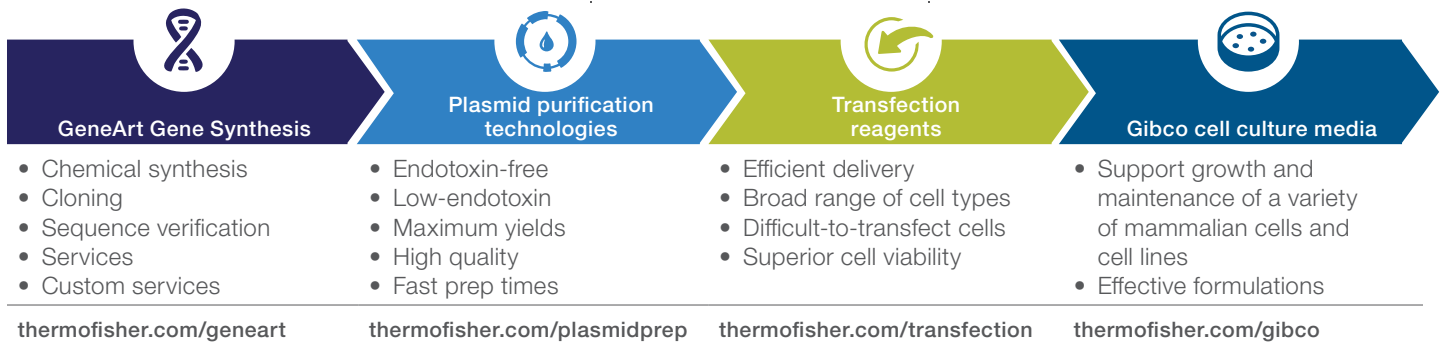 GeneArt Gene Synthesis
• Chemical synthesis
• Cloning
• Sequence verification
• Services
• Custom services
thermofisher.com/geneart
Plasmid purification
technologies
• Endotoxin-free
• Low-endotoxin
• Maximum yields
• High quality
• Fast prep times
thermofisher.com/plasmidprep
Transfection
reagents
• Efficient delivery
• Broad range of cell types
• Difficult-to-transfect cells
• Superior cell viability
thermofisher.com/transfection
Gibco cell culture media
• Support growth and
maintenance of a variety
of mammalian cells and
cell lines
• Effective formulations
thermofisher.com/gibco